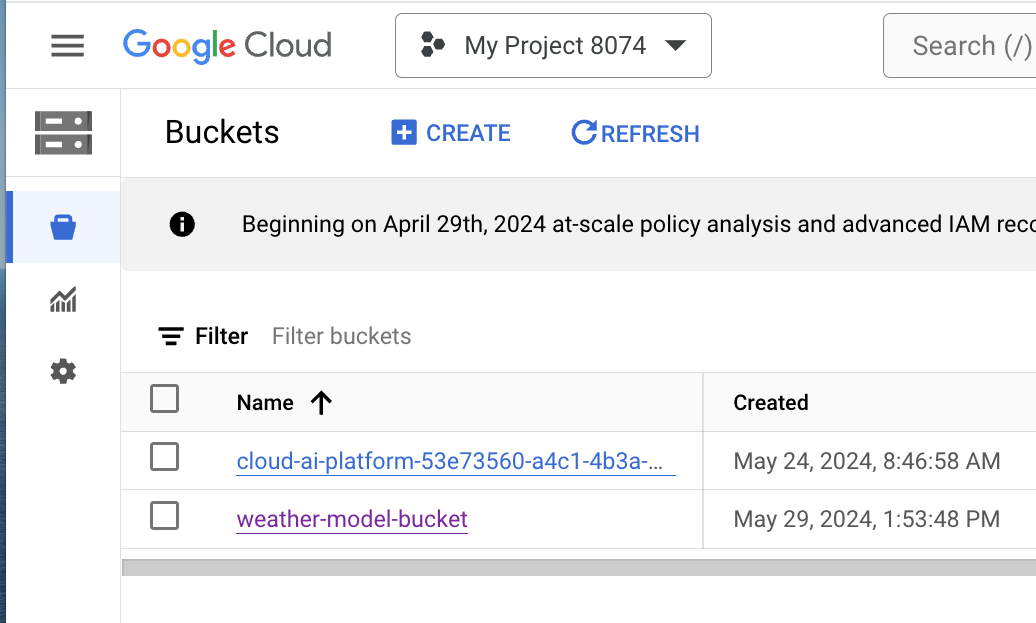 Google Cloud My Project 8074 Search (/)
Buckets CREATE REFRESH
Beginning on April 29th, 2024 at-scale policy analysis and advanced IAM
Filter Filter buckets
Name Created
cloud-ai-platform-53e73560-a4c1-4b3a-... May 24, 2024, 8:46:58 AM
weather-model-bucket May 29, 2024, 1:53:48 PM